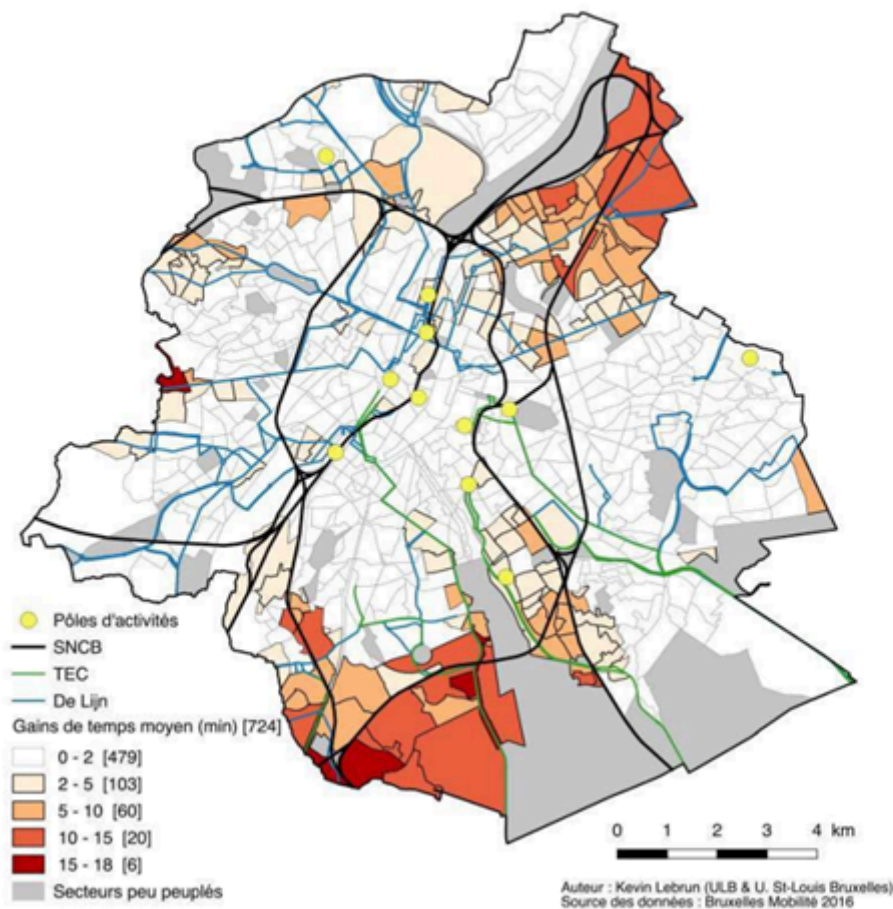 Pôles d'activités
SNCB
TEC
De Lijn
Gains de temps moyen (min) [724]
0 - 2 [479]
2 - 5 [103]
5 - 10 [60]
10 - 15 [20]
15 - 18 [6]
Secteurs peu peuplés
0 1 2 3 4 km
Auteur : Kevin Lebrun (ULB & U. St-Louis Bruxelles)
Source des données : Bruxelles Mobilité 2016